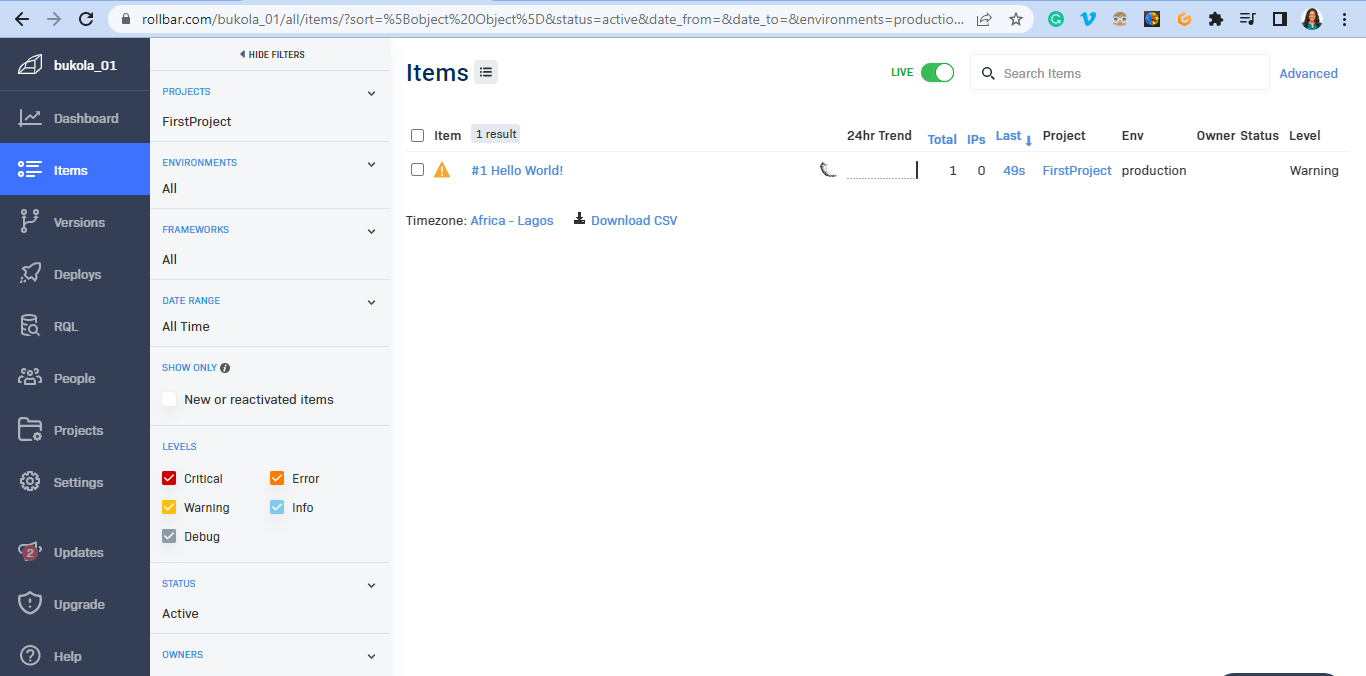 rollbar.com/bukola_01/all/items/?sort=%5Bobject%20Object%5D&status=active&date_from=&date_to=&environments=productio...
bukola_01
Dashboard
Items
Versions
Deploys
RQL
People
Projects
Settings
2
Updates
Upgrade
Help
HIDE FILTERS
PROJECTS
FirstProject
ENVIRONMENTS
All
FRAMEWORKS
All
DATE RANGE
All Time
SHOW ONLY
New or reactivated items
LEVELS
Critical Error
Warning Info
Debug
STATUS
Active
OWNERS
Items LIVE Search Items Advanced
Item 1 result 24hr Trend Total IPs Last Project Env Owner Status Level
#1 Hello World! 1 0 49s FirstProject production Warning
Timezone: Africa - Lagos Download CSV